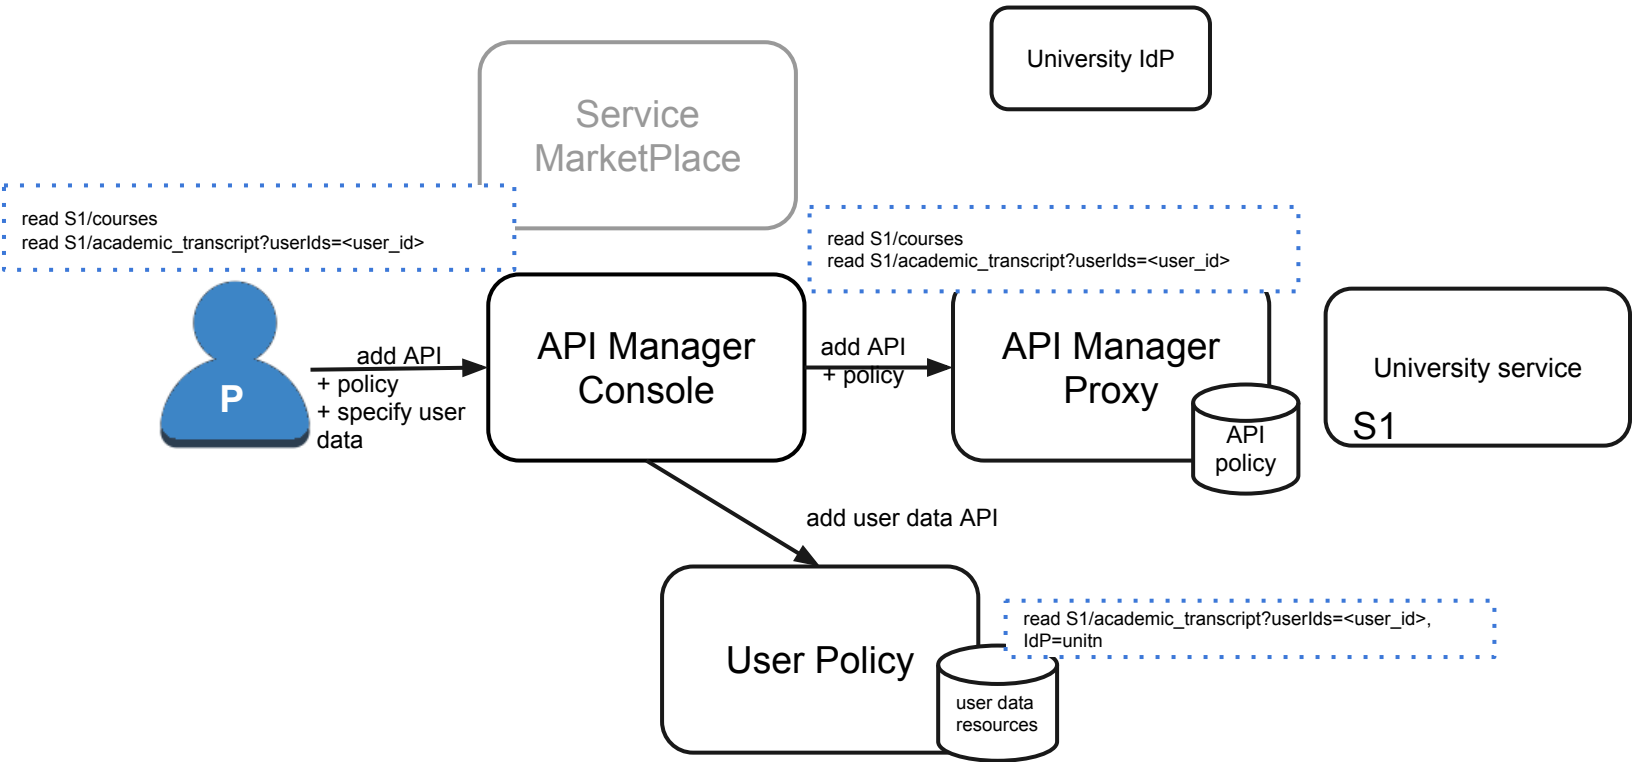 University IdP
Service
MarketPlace
read S1/courses
read S1/academic_transcript?userIds=<user_id>
read S1/courses
read S1/academic_transcript?userIds=<user_id>
P
add API
+ policy
+ specify user
data
API Manager
Console
add API
+ policy
API Manager
Proxy
API
policy
University service
S1
add user data API
User Policy
read S1/academic_transcript?userIds=<user_id>,
IdP=unitn
user data
resources